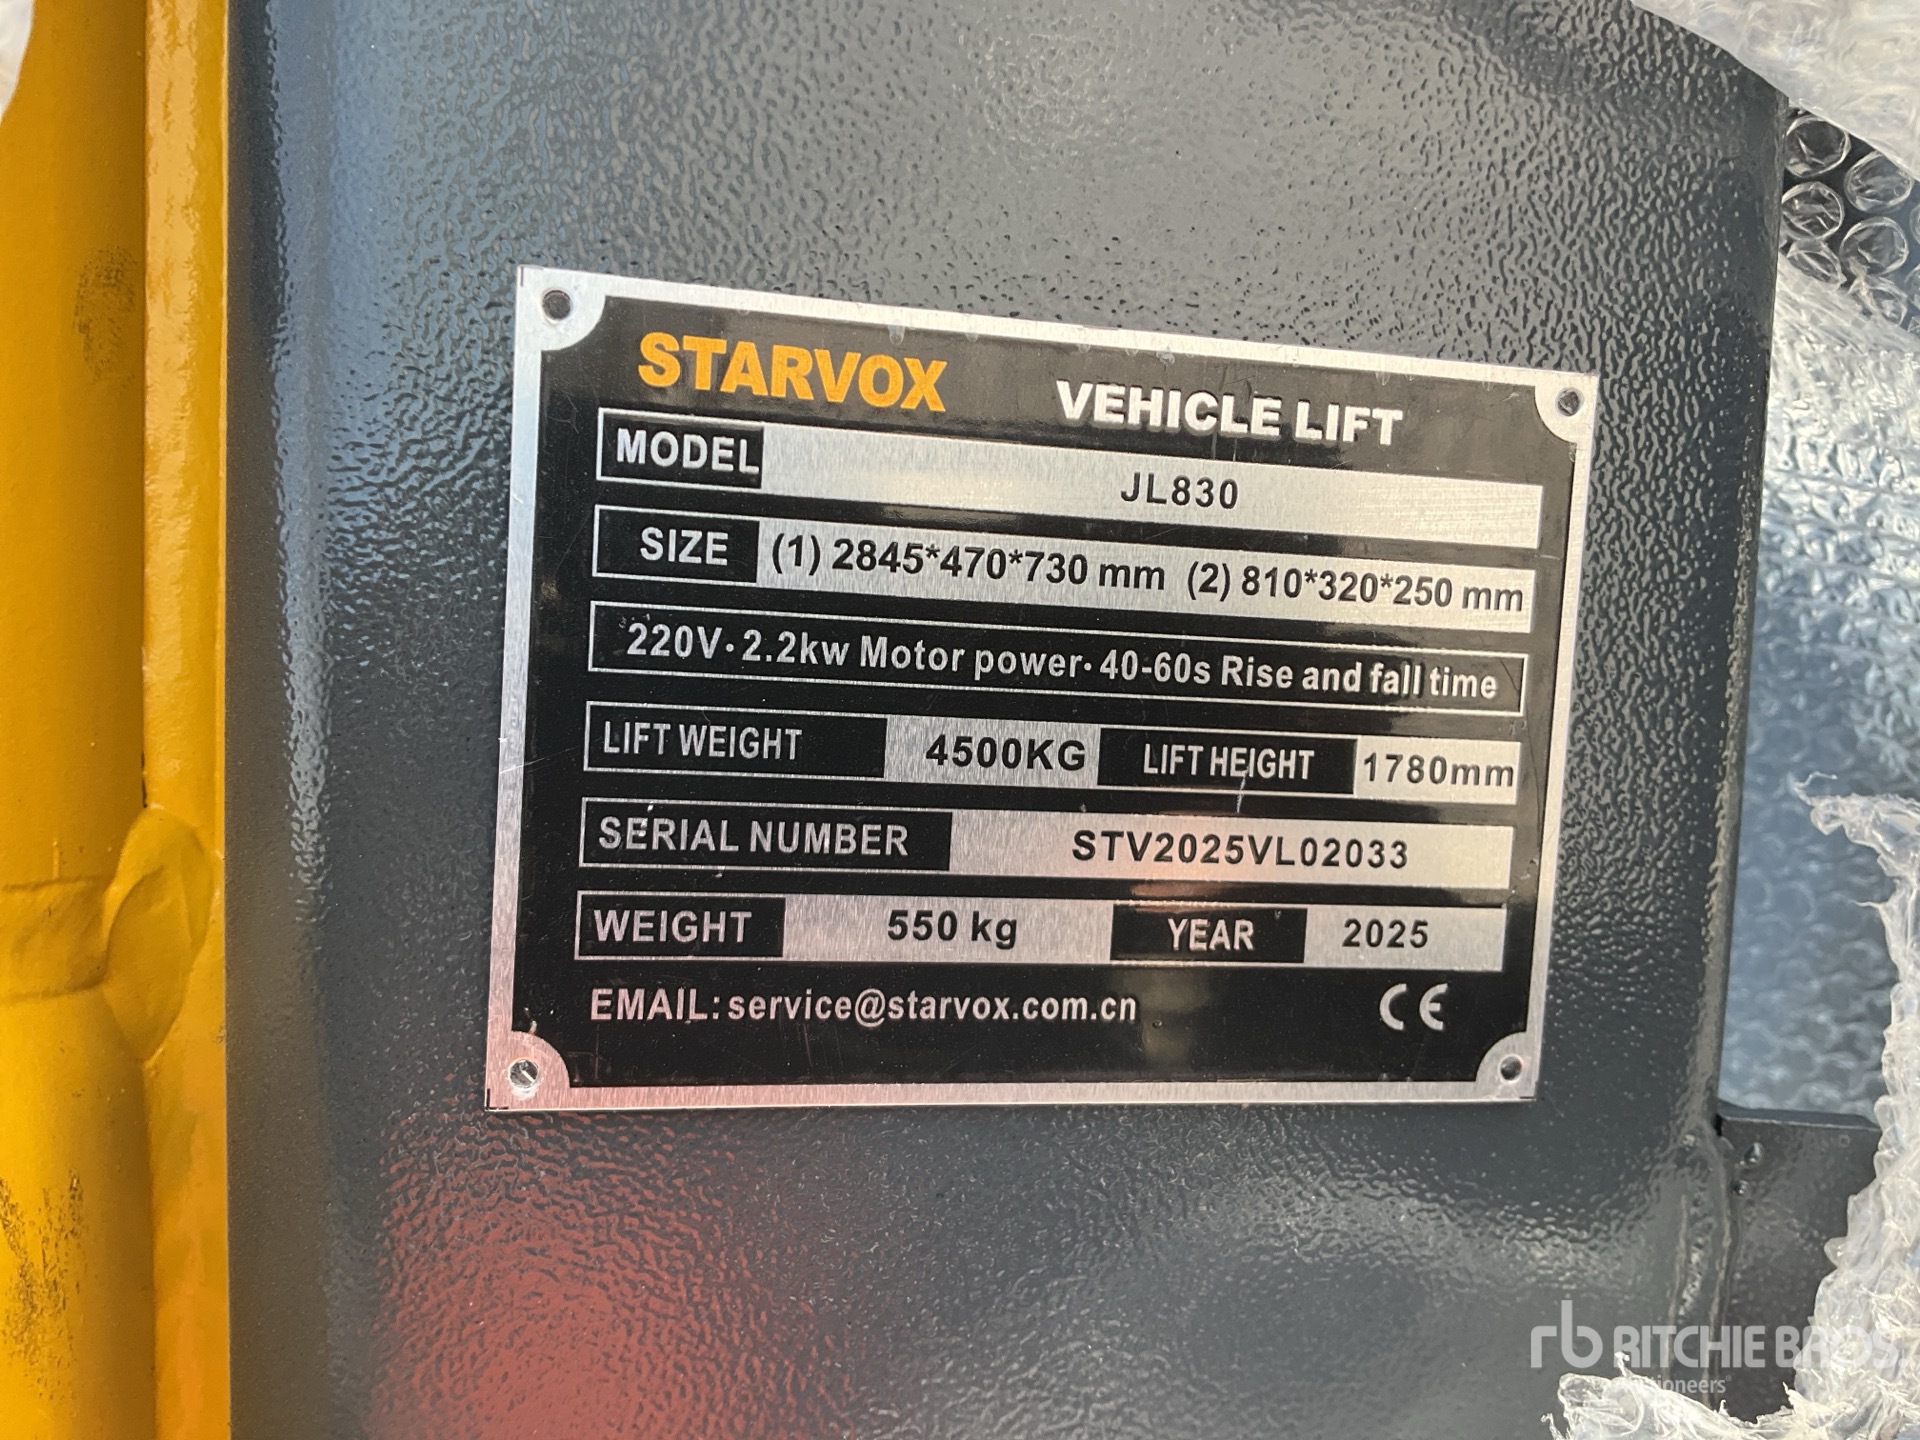 STARVOX VEHICLE LIFT
MODEL JL830
SIZE (1) 2845*470*730 mm (2) 810*320*250 mm
220V·2.2kw Motor power·40-60s Rise and fall time
LIFT WEIGHT 4500KG LIFT HEIGHT 1780mm
SERIAL NUMBER STV2025VL02033
WEIGHT 550 kg YEAR 2025
EMAIL:service@starvox.com.cn CE
rb RITCHIE BROS.
Auctioneers